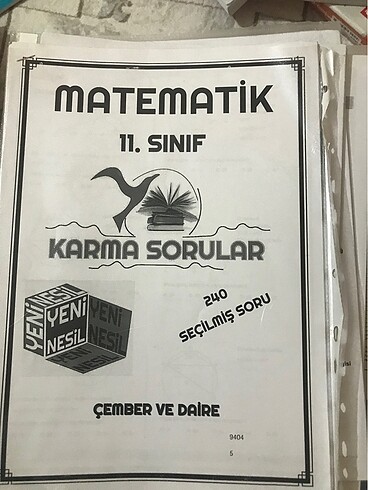 MATEMATİK
11. SINIF
KARMA SORULAR
YENİ
NESİL
YENİ
NESİL
YENİ
NESİL
YENİ
NESİL
240
SEÇİLMİŞ SORU
ÇEMBER VE DAİRE
9404
5